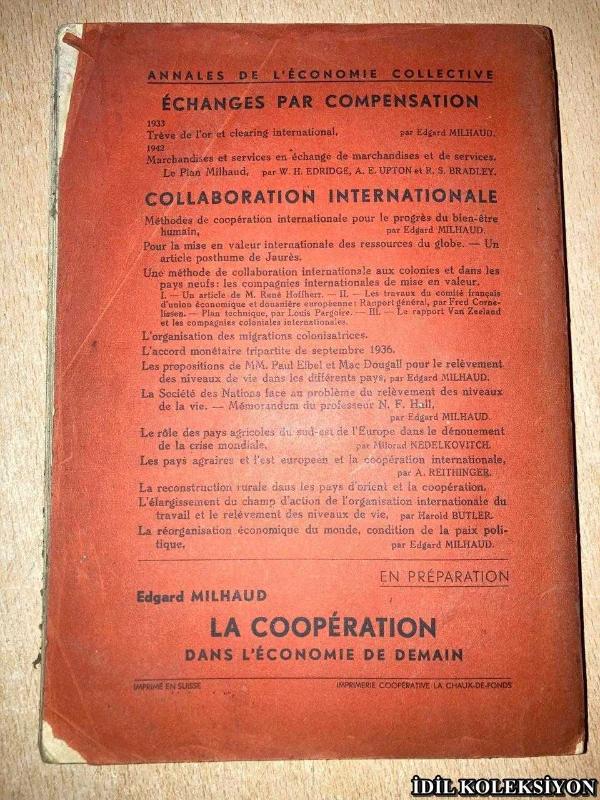 ANNALES DE L'ÉCONOMIE COLLECTIVE
ÉCHANGES PAR COMPENSATION
1933
Trêve de l'or et clearing international, par Edgard MILHAUD.
1942
Marchandises et services en échange de marchandises et de services.
Le Plan Milhaud, par W. H. EDRIDGE, A. E. UPTON et R. S. BRADLEY.
COLLABORATION INTERNATIONALE
Méthodes de coopération internationale pour le progrès du bien-être
humain, par Edgard MILHAUD.
Pour la mise en valeur internationale des ressources du globe. — Un
article posthume de Jaurès.
Une méthode de collaboration internationale aux colonies et dans les
pays neufs: les compagnies internationales de mise en valeur.
I. — Un article de M. René Hoffherr. — II. — Les travaux du comité français
d'union économique et douanière européenne: Rapport général, par Fred Corne-
lissen. — Plan technique, par Louis Pargoire. — III. — Le rapport Van Zeeland
et les compagnies coloniales internationales.
L'organisation des migrations colonisatrices.
L'accord monétaire tripartite de septembre 1936.
Les propositions de MM. Paul Elbel et Mac Dougall pour le relèvement
des niveaux de vie dans les différents pays, par Edgard MILHAUD.
La Société des Nations face au problème du relèvement des niveaux
de la vie. — Mémorandum du professeur N. F. Hall,
par Edgard MILHAUD.
Le rôle des pays agricoles du sud-est de l'Europe dans le dénouement
de la crise mondiale, par Milorad NEDELKOVITCH.
Les pays agraires et l'est européen et la coopération internationale,
par A. REITHINGER.
La reconstruction rurale dans les pays d'orient et la coopération.
L'élargissement du champ d'action de l'organisation internationale du
travail et le relèvement des niveaux de vie, par Harold BUTLER.
La réorganisation économique du monde, condition de la paix poli-
tique, par Edgard MILHAUD.
EN PRÉPARATION
Edgard MILHAUD
LA COOPÉRATION
DANS L'ÉCONOMIE DE DEMAIN
IMPRIMÉ EN SUISSE IMPRIMERIE COOPÉRATIVE LA CHAUX-DE-FONDS
İDİL KOLEKSİYON